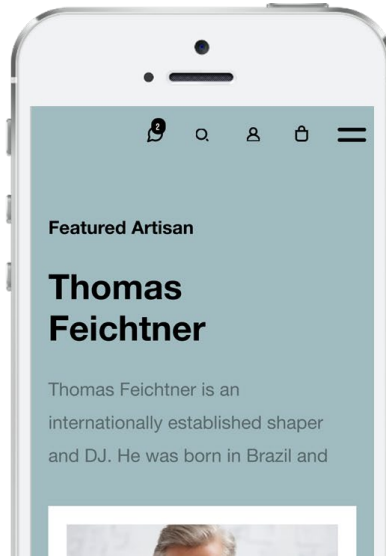 2
Featured Artisan
Thomas
Feichtner
Thomas Feichtner is an
internationally established shaper
and DJ. He was born in Brazil and